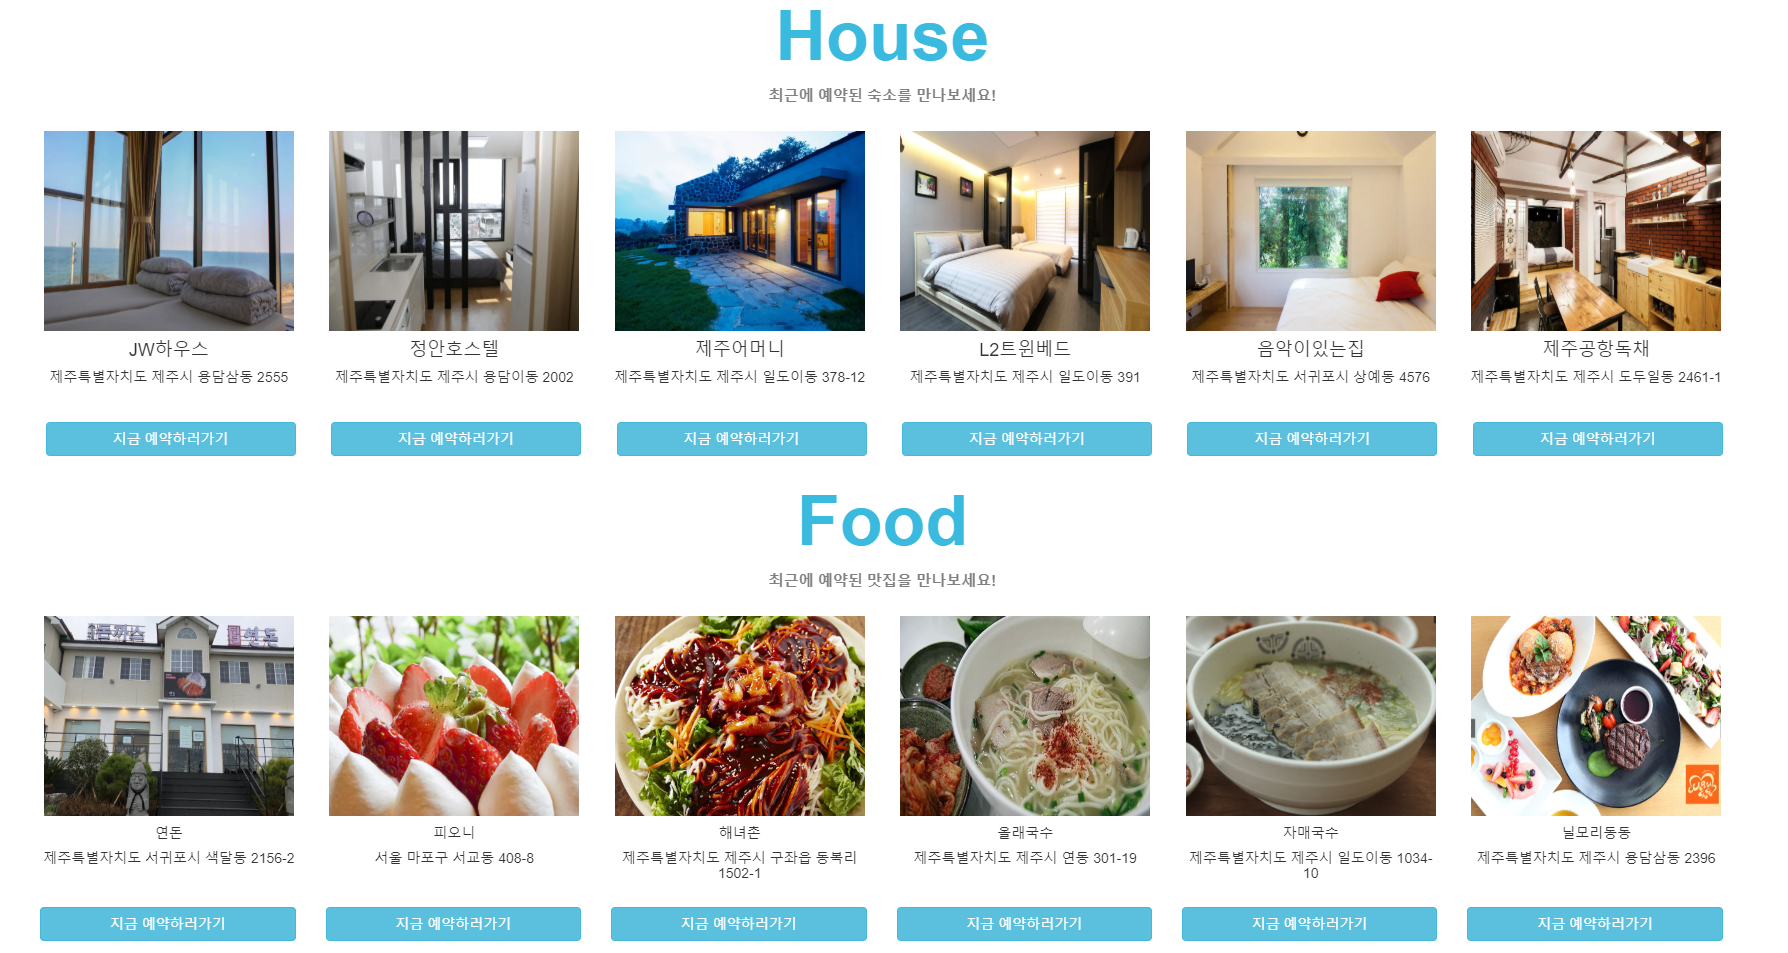 House
최근에 예약된 숙소를 만나보세요!
JW하우스
제주특별자치도 제주시 용담삼동 2555
지금 예약하러가기
정안호스텔
제주특별자치도 제주시 용담이동 2002
지금 예약하러가기
제주어머니
제주특별자치도 제주시 일도이동 378-12
지금 예약하러가기
L2트윈베드
제주특별자치도 제주시 일도이동 391
지금 예약하러가기
음악이있는집
제주특별자치도 서귀포시 상예동 4576
지금 예약하러가기
제주공항독채
제주특별자치도 제주시 도두일동 2461-1
지금 예약하러가기
Food
최근에 예약된 맛집을 만나보세요!
연돈
제주특별자치도 서귀포시 색달동 2156-2
지금 예약하러가기
피오니
서울 마포구 서교동 408-8
지금 예약하러가기
해녀촌
제주특별자치도 제주시 구좌읍 동복리
1502-1
지금 예약하러가기
올래국수
제주특별자치도 제주시 연동 301-19
지금 예약하러가기
자매국수
제주특별자치도 제주시 일도이동 1034-
10
지금 예약하러가기
닐모리동동
제주특별자치도 제주시 용담삼동 2396
지금 예약하러가기